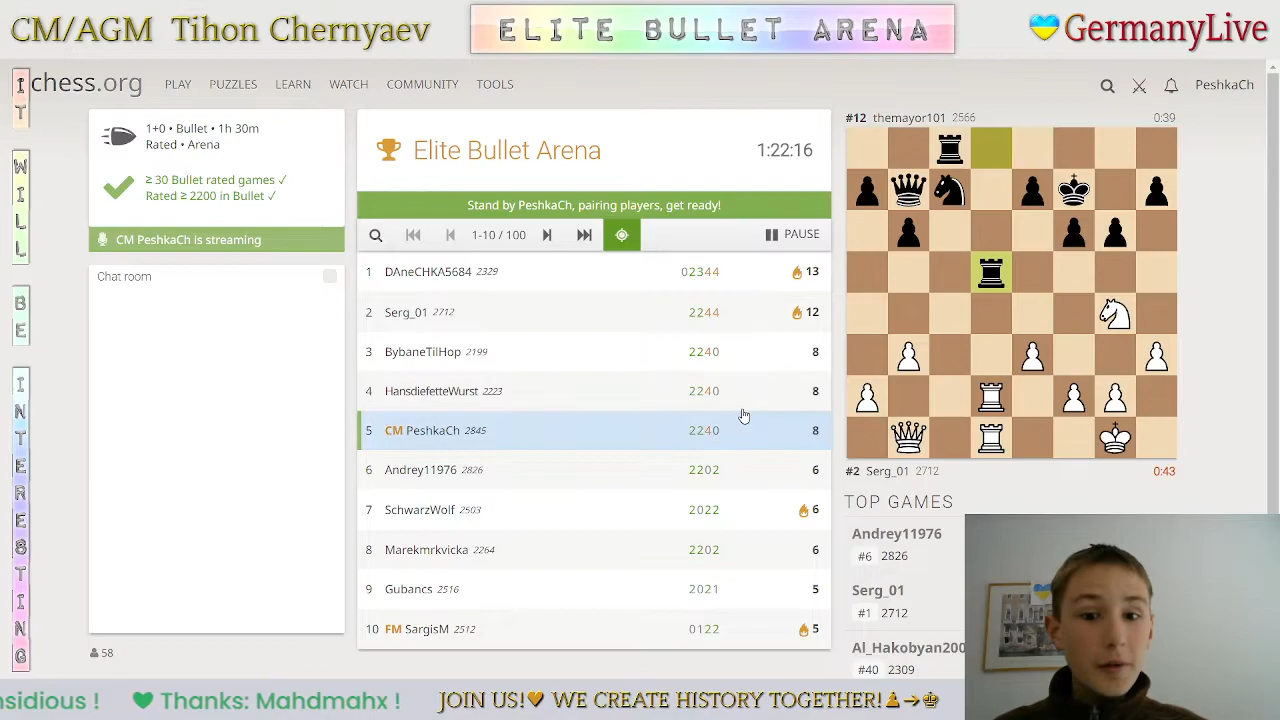 CM/AGM Tihon Chernyaev
ELITE BULLET ARENA
GermanyLive
IT
WILL
BE
INTERESTING
chess.org
PLAY
PUZZLES
LEARN
WATCH
COMMUNITY
TOOLS
PeshkaCh
1+0 • Bullet • 1h 30m
Rated • Arena
≥ 30 Bullet rated games ✓
Rated ≥ 2200 in Bullet ✓
CM PeshkaCh is streaming
Chat room
58
Elite Bullet Arena
1:22:16
Stand by PeshkaCh, pairing players, get ready!
1-10 / 100
PAUSE
1 DAneCHKA5684 2329 02344 13
2 Serg_01 2712 2244 12
3 BybaneTilHop 2199 2240 8
4 HansdiefetteWurst 2223 2240 8
5 CM PeshkaCh 2845 2240 8
6 Andrey11976 2826 2202 6
7 SchwarzWolf 2503 2022 6
8 Marekmrkvicka 2264 2202 6
9 Gubancs 2516 2021 5
10 FM SargisM 2512 0122 5
#12 themayor101 2566 0:39
#2 Serg_01 2712 0:43
TOP GAMES
Andrey11976
#6 2826
Serg_01
#1 2712
Al_Hakobyan200
#40 2309
nsidious !
Thanks: Mahdmahx !
JOIN US! WE CREATE HISTORY TOGETHER!